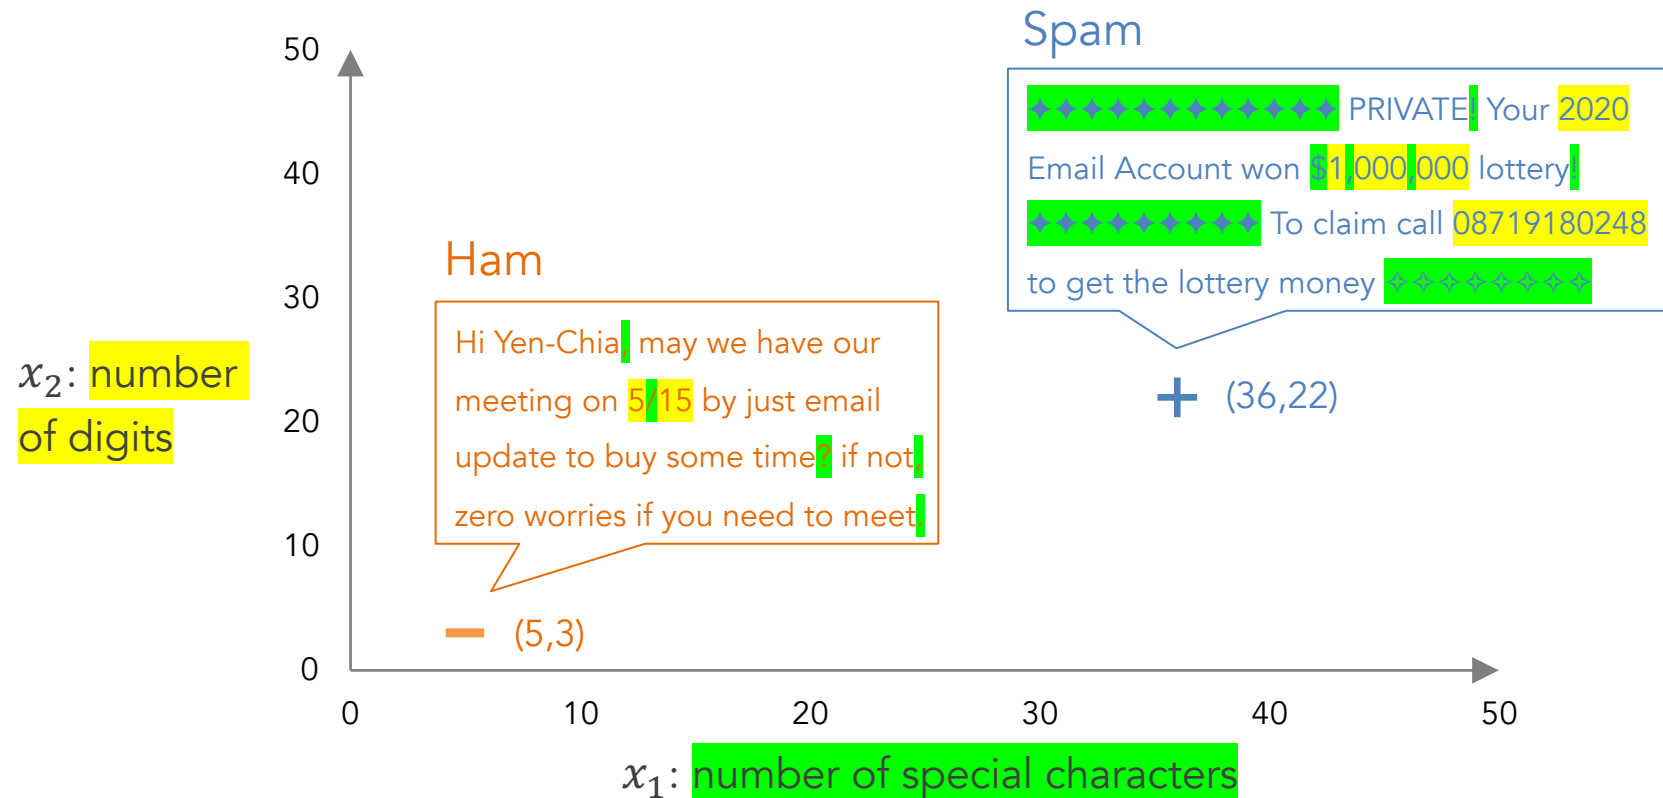 Spam
✦✦✦✦✦✦✦✦✦✦✦✦ PRIVATE! Your 2020
Email Account won $1,000,000 lottery!
✦✦✦✦✦✦✦✦✦ To claim call 08719180248
to get the lottery money ✧✧✧✧✧✧✧✧
+ (36,22)
Ham
Hi Yen-Chia, may we have our
meeting on 5/15 by just email
update to buy some time? if not,
zero worries if you need to meet.
− (5,3)
x₂: number
of digits
50
40
30
20
10
0
0 10 20 30 40 50
x₁: number of special characters